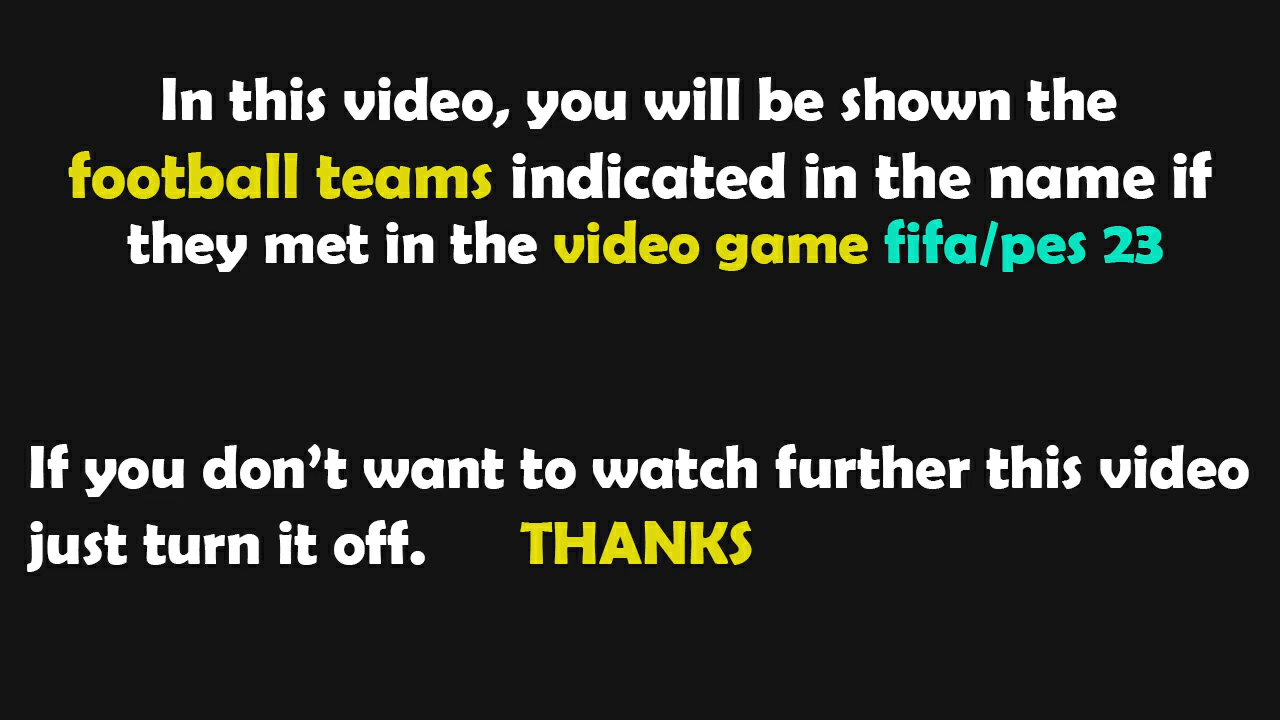 In this video, you will be shown the
football teams indicated in the name if
they met in the video game fifa/pes 23
If you don’t want to watch further this video
just turn it off. THANKS